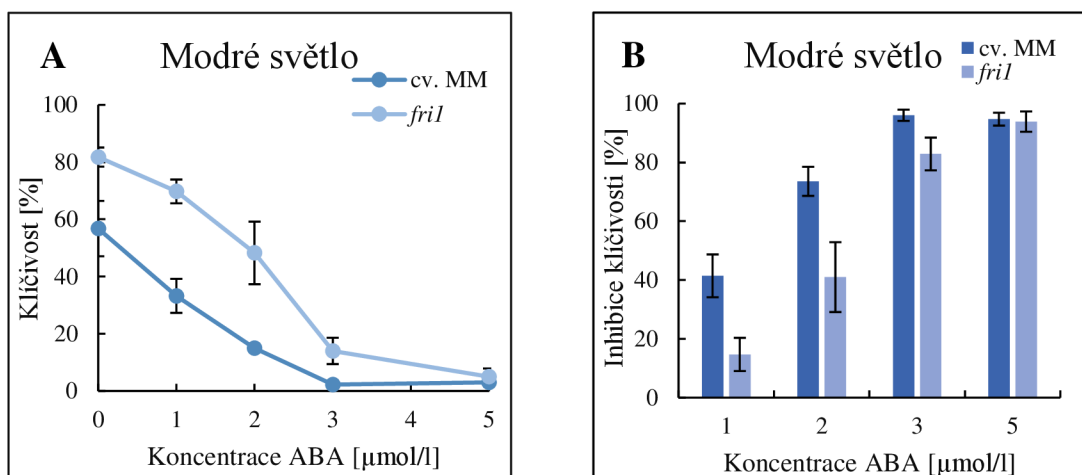 A
Modré světlo
cv. MM
fri1
Klíčivost [%]
100
80
60
40
20
0
0 1 2 3 4 5
Koncentrace ABA [µmol/l]
B
Modré světlo
cv. MM
fri1
Inhibice klíčivosti [%]
100
80
60
40
20
0
1 2 3 5
Koncentrace ABA [µmol/l]